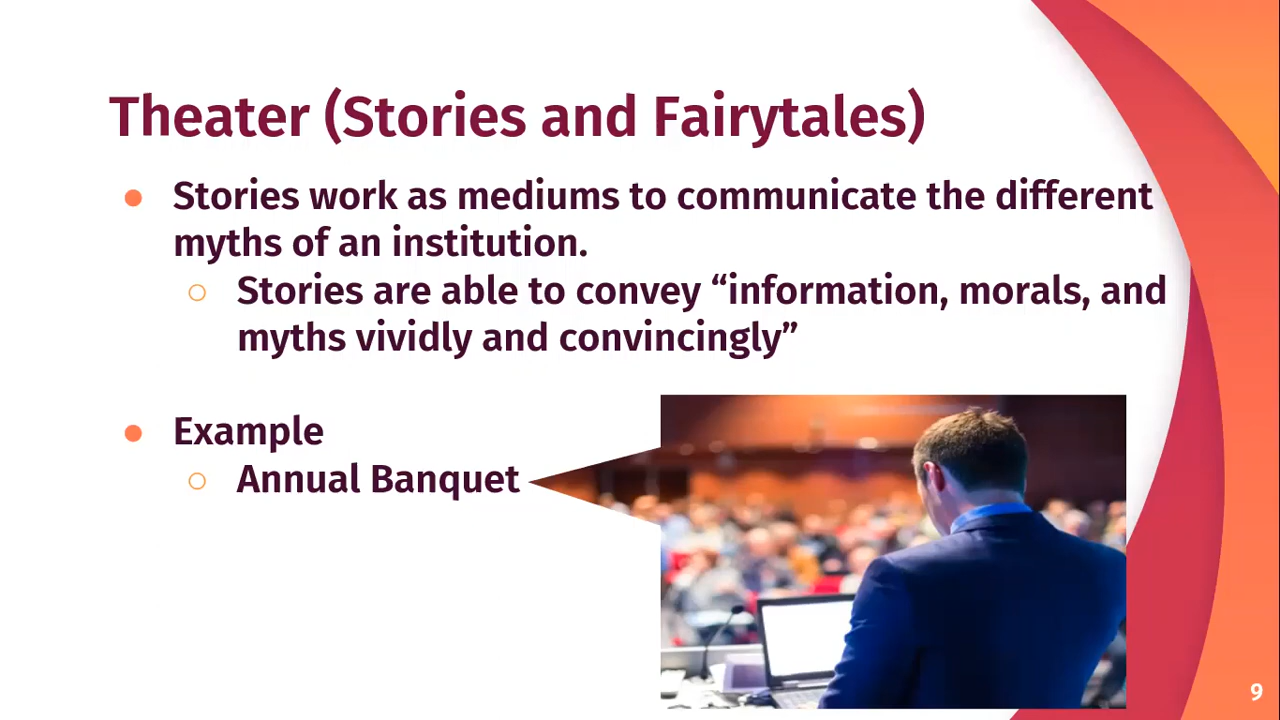 Theater (Stories and Fairytales)
● Stories work as mediums to communicate the different
myths of an institution.
○ Stories are able to convey “information, morals, and
myths vividly and convincingly”
● Example
○ Annual Banquet
9